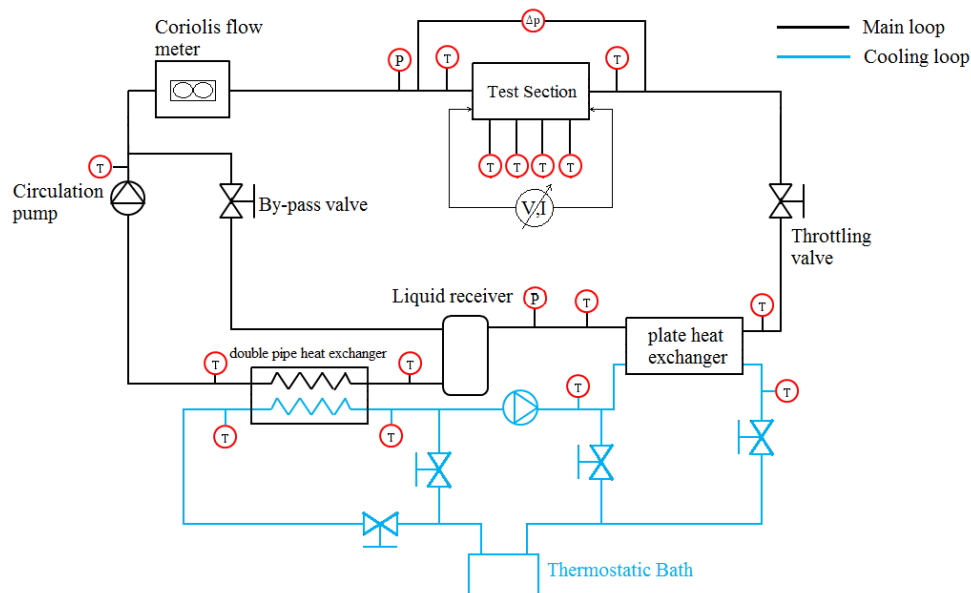 Coriolis flow
meter
Δp
Main loop
Cooling loop
P
T
T
Test Section
T
T
T
T
T
Circulation
pump
By-pass valve
V,I
Throttling
valve
Liquid receiver
P
T
T
plate heat
exchanger
double pipe heat exchanger
T
T
T
T
T
T
Thermostatic Bath